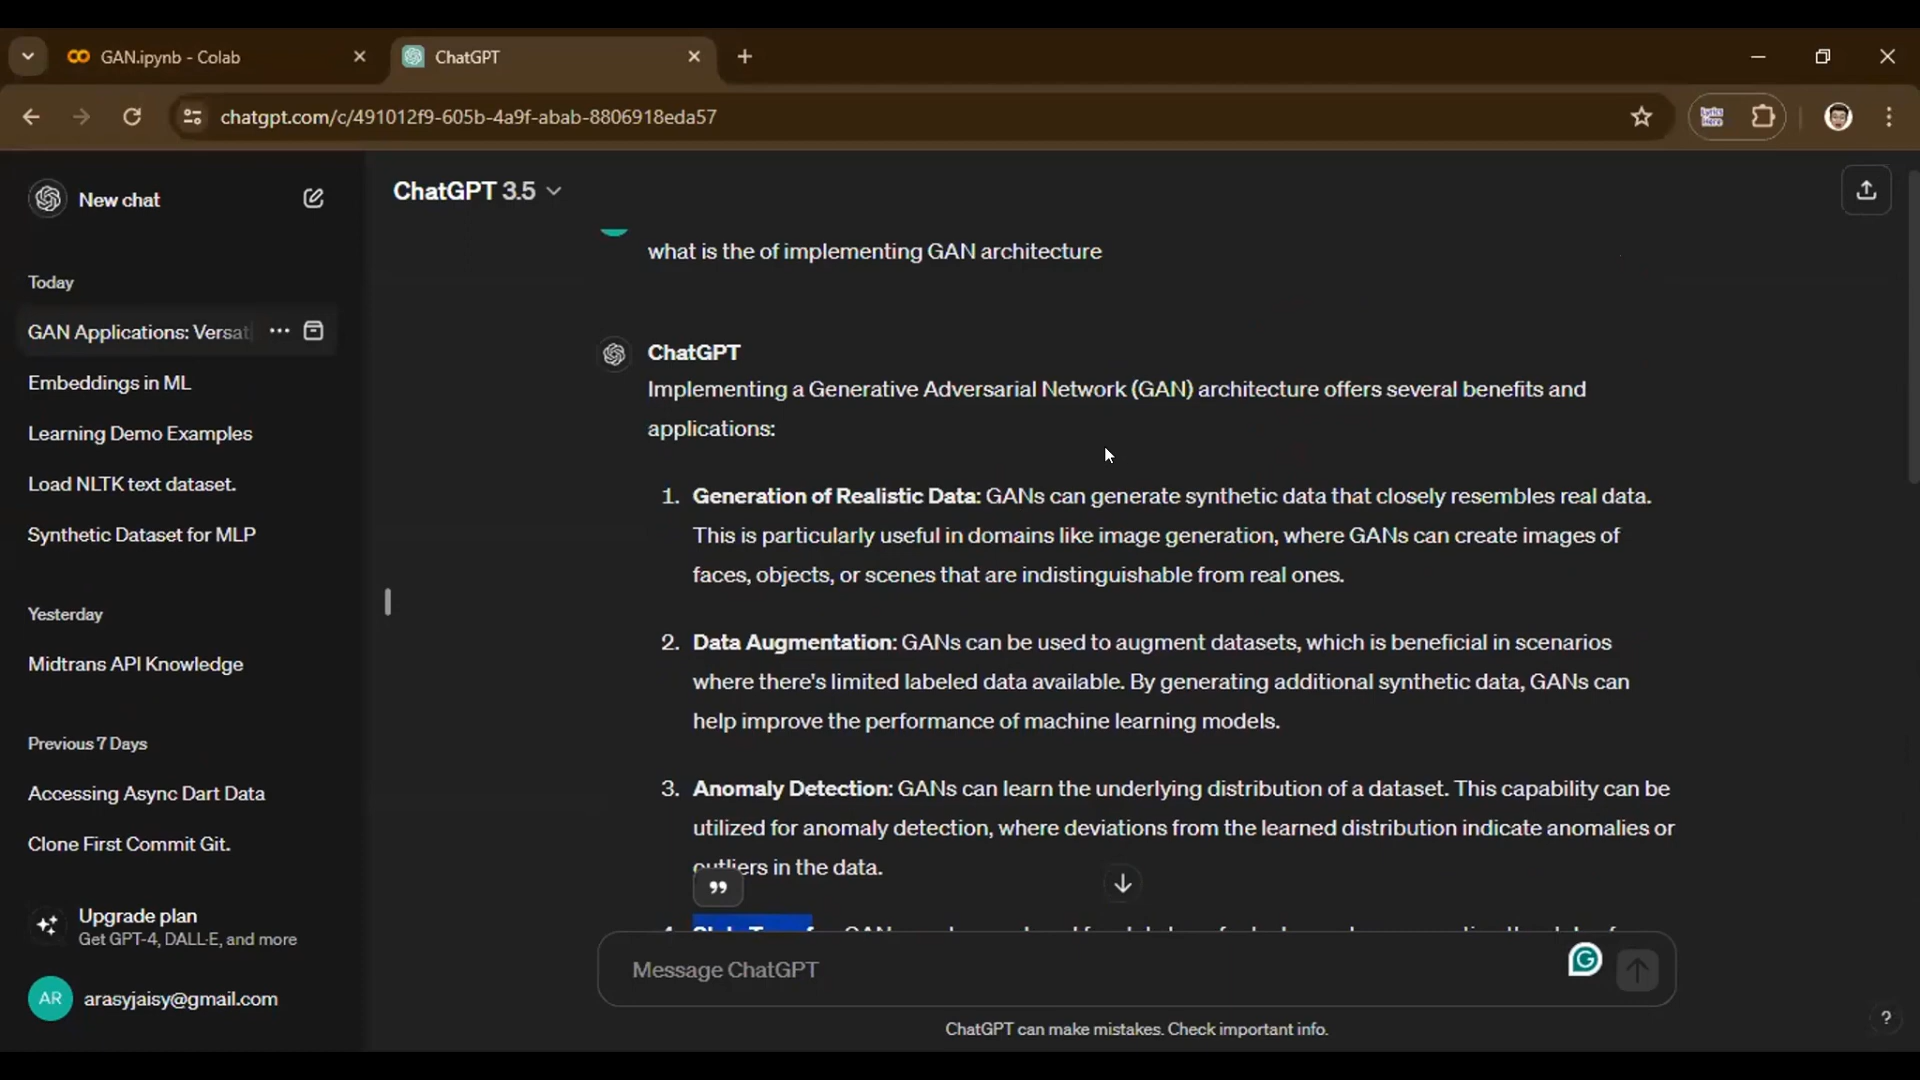 GAN.ipynb - Colab
ChatGPT
chatgpt.com/c/491012f9-605b-4a9f-abab-8806918eda57
New chat
ChatGPT 3.5
Today
GAN Applications: Versat
Embeddings in ML
Learning Demo Examples
Load NLTK text dataset.
Synthetic Dataset for MLP
Yesterday
Midtrans API Knowledge
Previous 7 Days
Accessing Async Dart Data
Clone First Commit Git.
Upgrade plan
Get GPT-4, DALL·E, and more
AR
arasyjaisy@gmail.com
what is the of implementing GAN architecture
ChatGPT
Implementing a Generative Adversarial Network (GAN) architecture offers several benefits and
applications:
1. Generation of Realistic Data: GANs can generate synthetic data that closely resembles real data.
This is particularly useful in domains like image generation, where GANs can create images of
faces, objects, or scenes that are indistinguishable from real ones.
2. Data Augmentation: GANs can be used to augment datasets, which is beneficial in scenarios
where there's limited labeled data available. By generating additional synthetic data, GANs can
help improve the performance of machine learning models.
3. Anomaly Detection: GANs can learn the underlying distribution of a dataset. This capability can be
utilized for anomaly detection, where deviations from the learned distribution indicate anomalies or
outliers in the data.
Message ChatGPT
ChatGPT can make mistakes. Check important info.
?